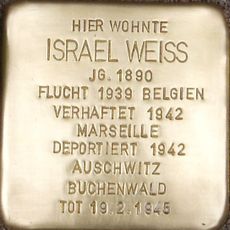 HIER WOHNTE
ISRAEL WEISS
JG. 1890
FLUCHT 1939 BELGIEN
VERHAFTET 1942
MARSEILLE
DEPORTIERT 1942
AUSCHWITZ
BUCHENWALD
TOT 19.2.1945